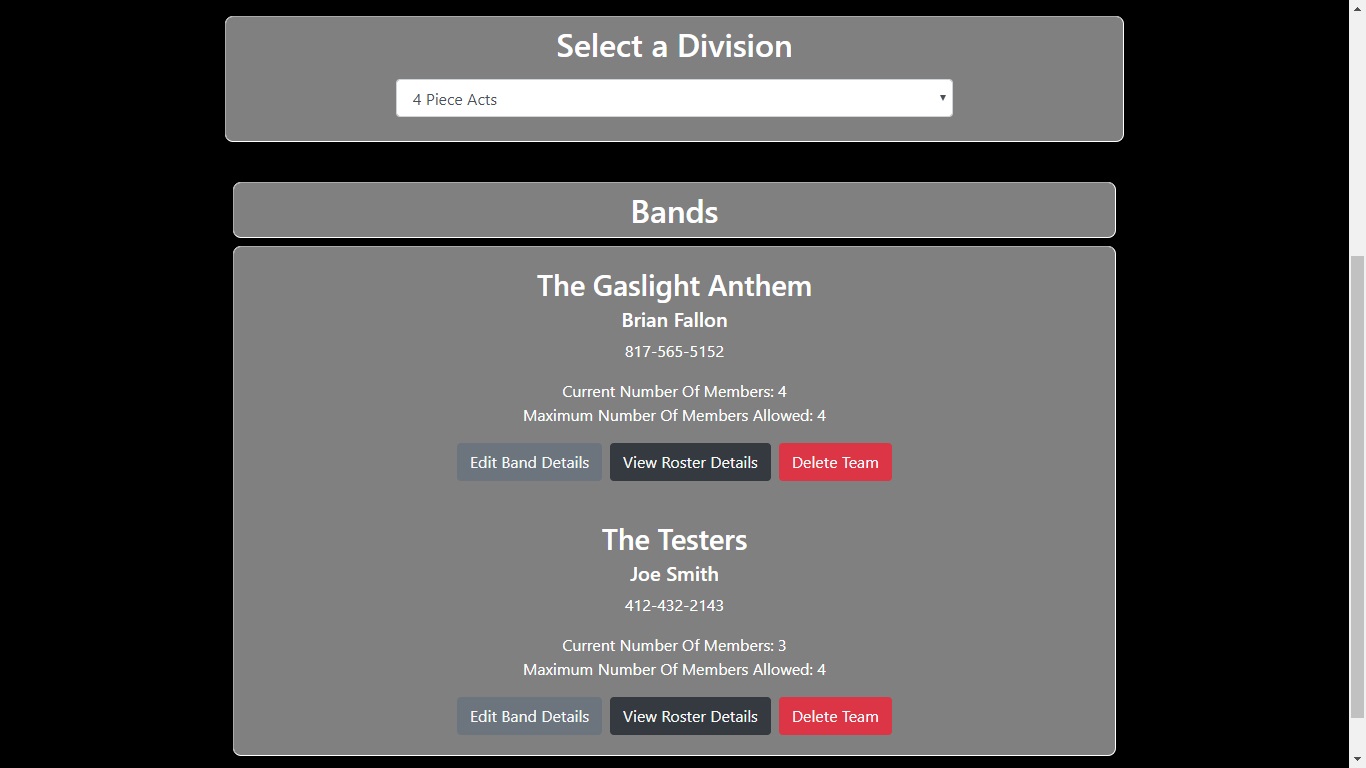 Select a Division
4 Piece Acts
Bands
The Gaslight Anthem
Brian Fallon
817-565-5152
Current Number Of Members: 4
Maximum Number Of Members Allowed: 4
Edit Band Details View Roster Details Delete Team
The Testers
Joe Smith
412-432-2143
Current Number Of Members: 3
Maximum Number Of Members Allowed: 4
Edit Band Details View Roster Details Delete Team